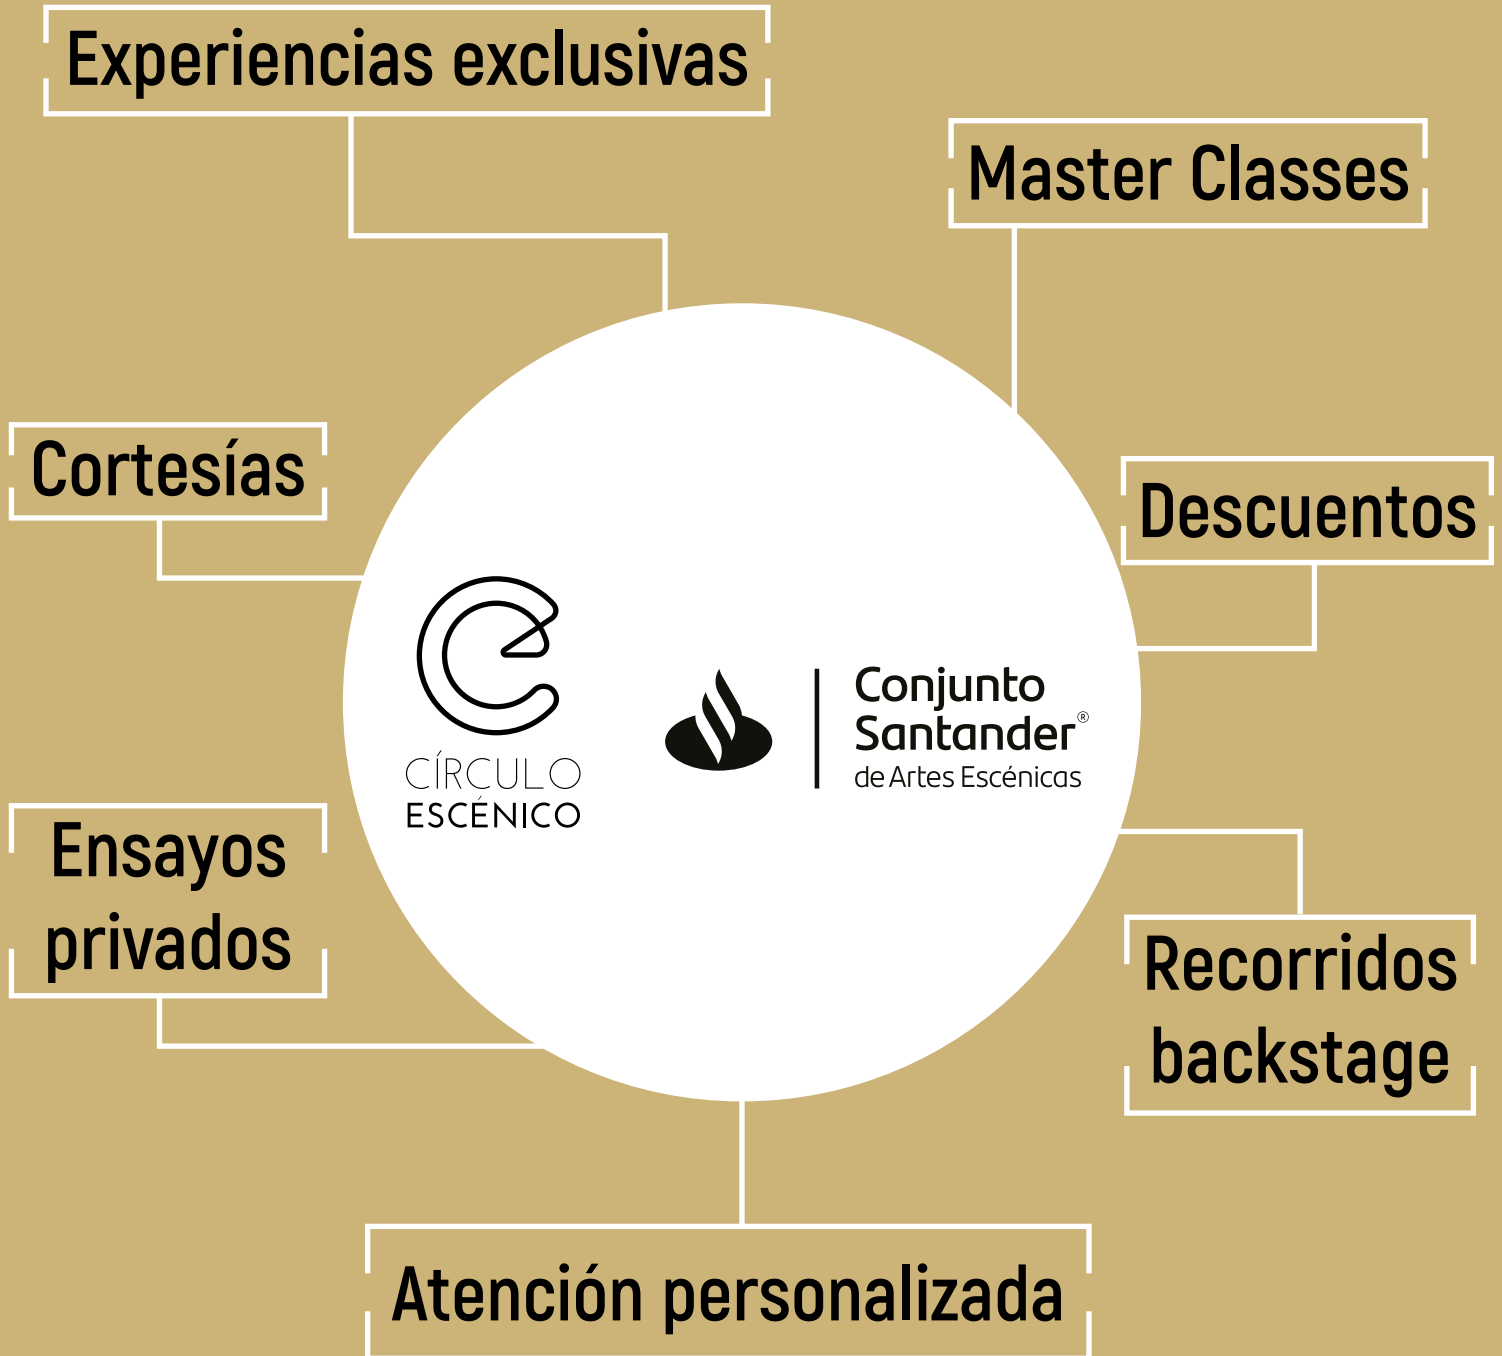 Experiencias exclusivas
Master Classes
Cortesías
Descuentos
CÍRCULO
ESCÉNICO
Conjunto
Santander®
de Artes Escénicas
Ensayos
privados
Recorridos
backstage
Atención personalizada